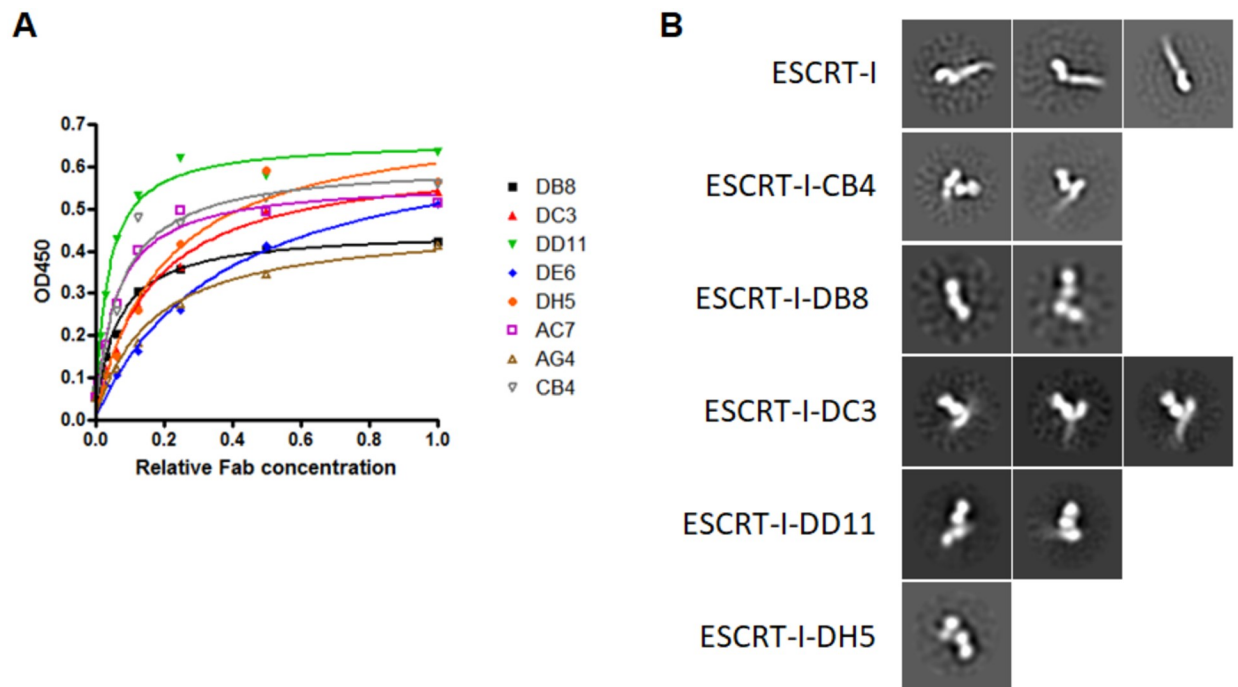 A
B
OD450
0.7
0.6
0.5
0.4
0.3
0.2
0.1
0.0
0.0 0.2 0.4 0.6 0.8 1.0
Relative Fab concentration
DB8
DC3
DD11
DE6
DH5
AC7
AG4
CB4
ESCRT-I
ESCRT-I-CB4
ESCRT-I-DB8
ESCRT-I-DC3
ESCRT-I-DD11
ESCRT-I-DH5